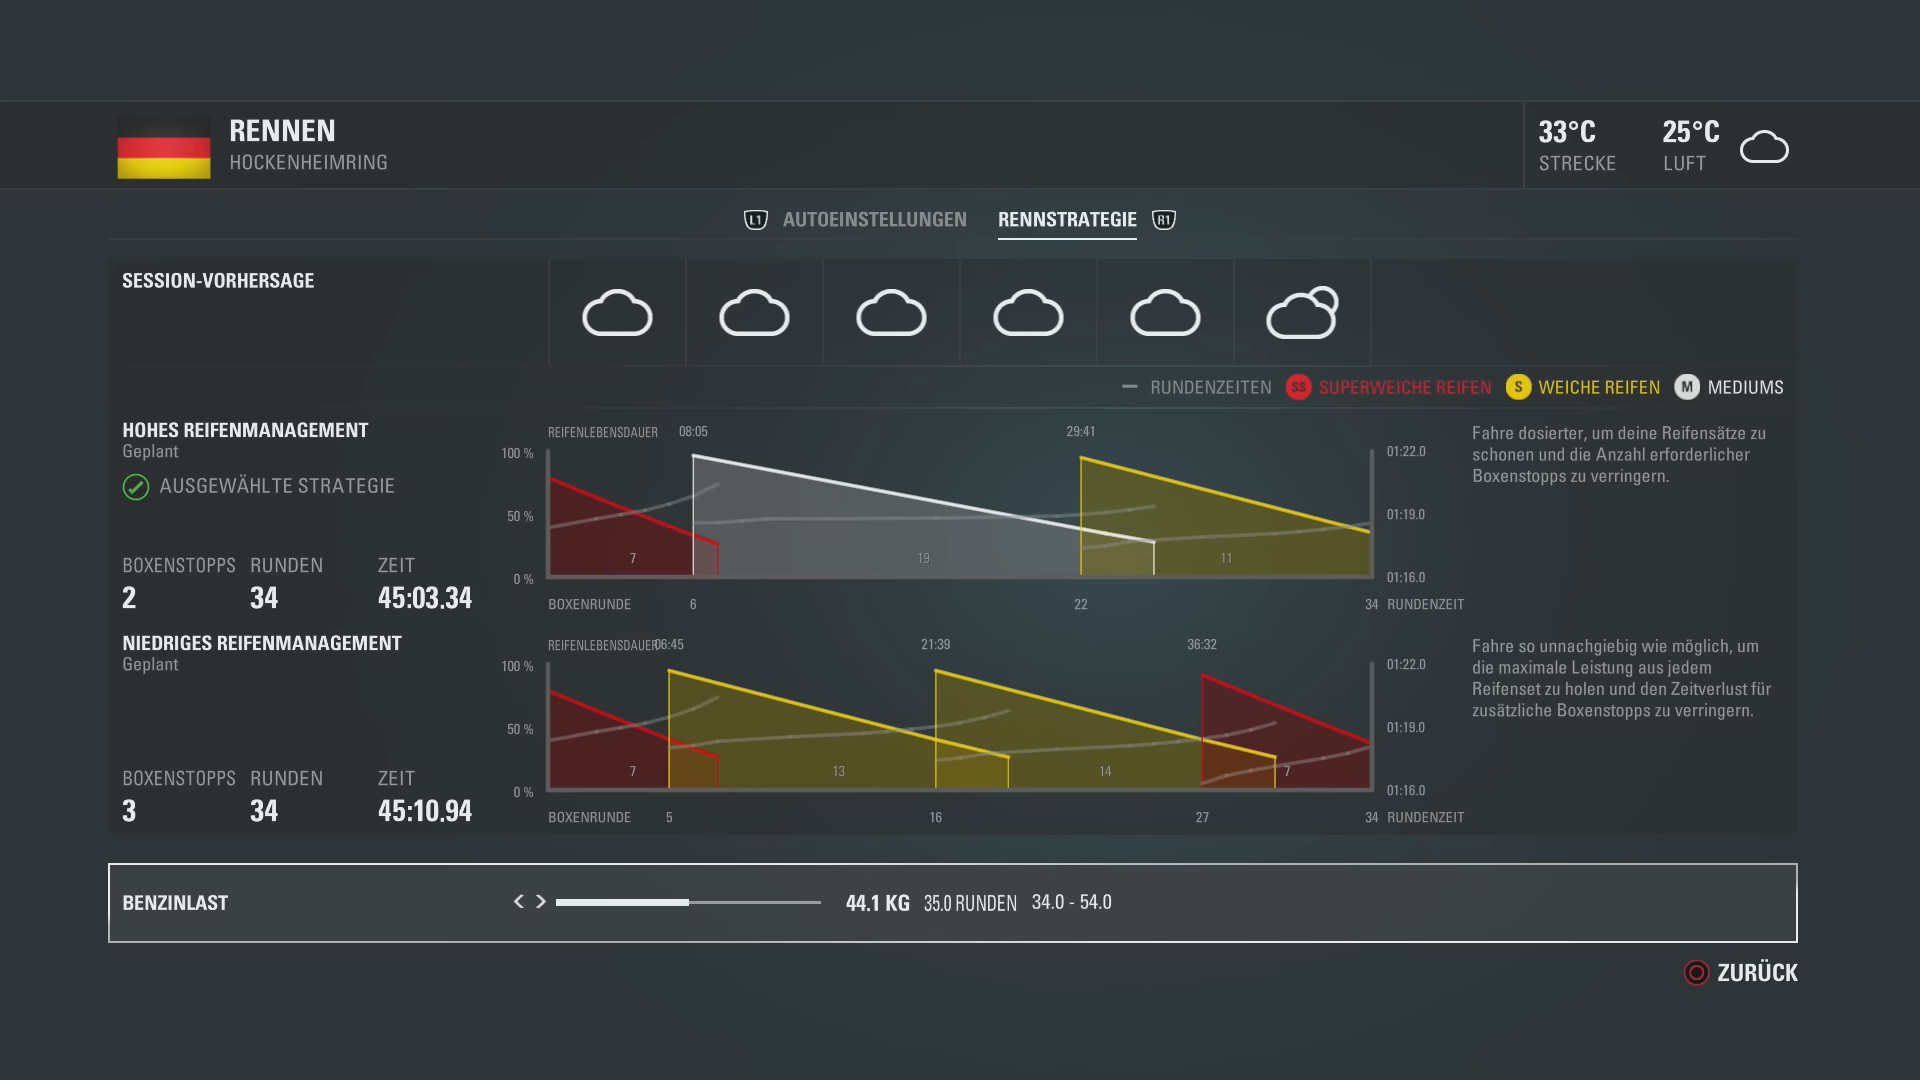 RENNEN
HOCKENHEIMRING
33°C 25°C
STRECKE LUFT
L1 AUTOEINSTELLUNGEN RENNSTRATEGIE R1
SESSION-VORHERSAGE
RUNDENZEITEN SS SUPERWEICHE REIFEN S WEICHE REIFEN M MEDIUMS
HOHES REIFENMANAGEMENT
Geplant
AUSGEWÄHLTE STRATEGIE
BOXENSTOPPS RUNDEN ZEIT
2 34 45:03.34
REIFENLEBENSDAUER 08:05 29:41
100 % 01:22.0
50 % 01:19.0
7 19 11
0 % 01:16.0
BOXENRUNDE 6 22 34 RUNDENZEIT
Fahre dosierter, um deine Reifensätze zu
schonen und die Anzahl erforderlicher
Boxenstopps zu verringern.
NIEDRIGES REIFENMANAGEMENT
Geplant
BOXENSTOPPS RUNDEN ZEIT
3 34 45:10.94
REIFENLEBENSDAUER 06:45 21:39 36:32
100 % 01:22.0
50 % 01:19.0
7 13 14 7
0 % 01:16.0
BOXENRUNDE 5 16 27 34 RUNDENZEIT
Fahre so unnachgiebig wie möglich, um
die maximale Leistung aus jedem
Reifenset zu holen und den Zeitverlust für
zusätzliche Boxenstopps zu verringern.
BENZINLAST 44.1 KG 35.0 RUNDEN 34.0 - 54.0
ZURÜCK